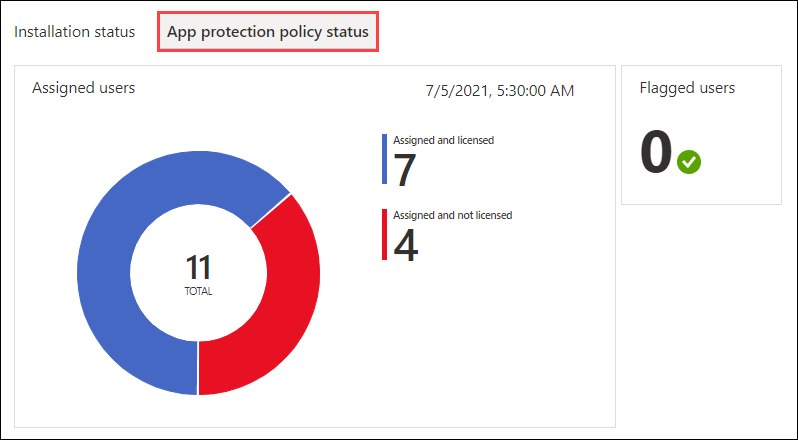 Installation status
App protection policy status
Assigned users
7/5/2021, 5:30:00 AM
Assigned and licensed
7
Assigned and not licensed
4
11
TOTAL
Flagged users
0